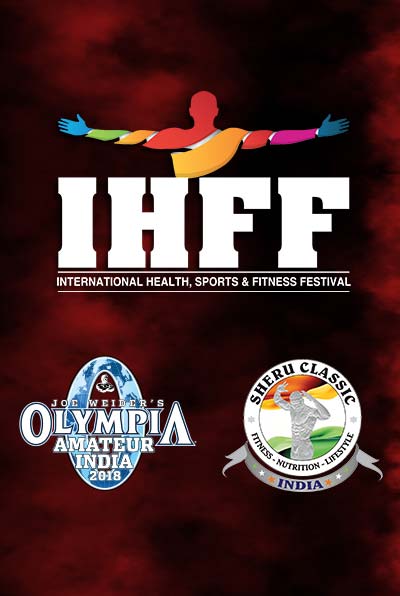 IHFF
INTERNATIONAL HEALTH, SPORTS & FITNESS FESTIVAL
JOE WEIDER'S
OLYMPIA
AMATEUR
INDIA
2018
SHERU CLASSIC
FITNESS - NUTRITION - LIFESTYLE
INDIA